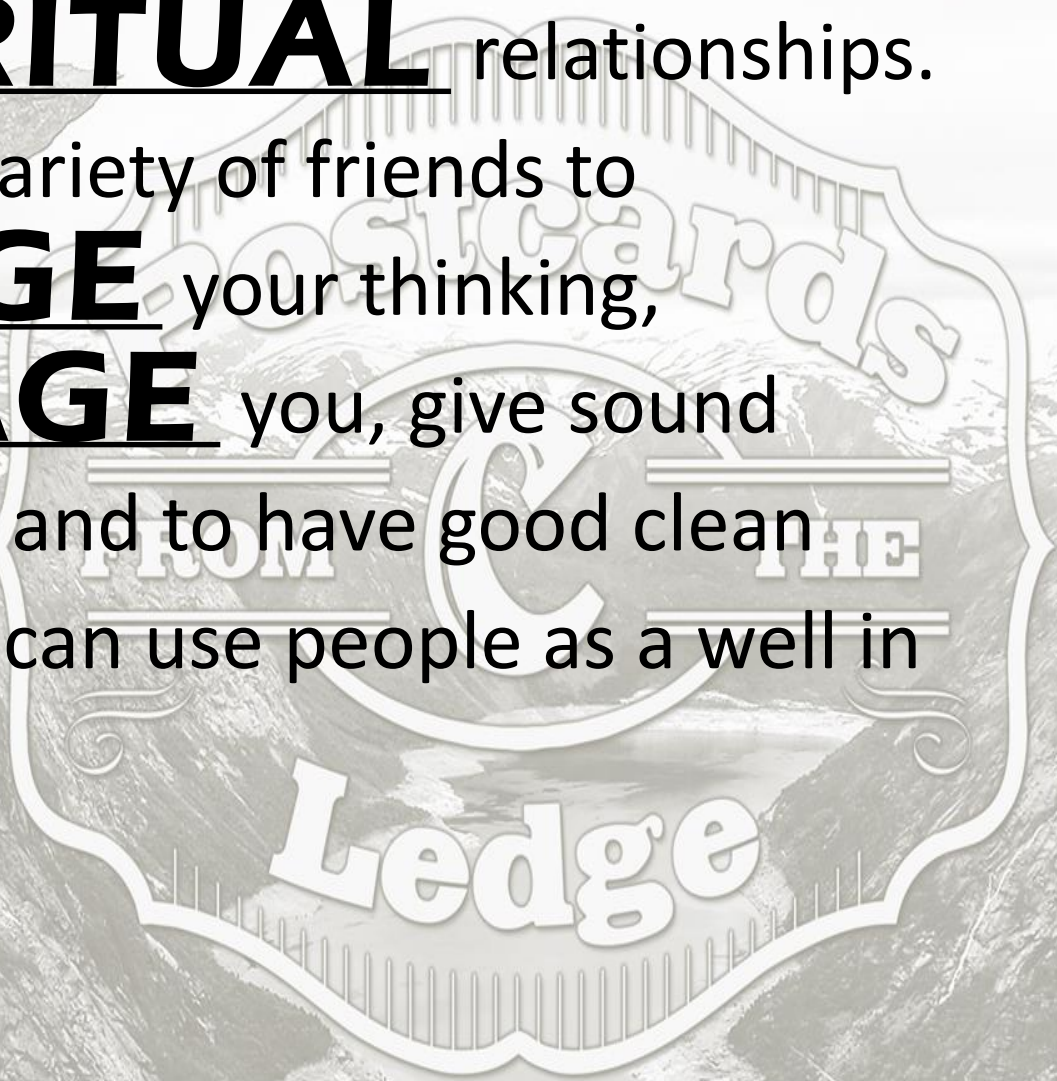 RITUAL relationships.
ariety of friends to
GE your thinking,
AGE you, give sound
and to have good clean
can use people as a well in
Postcards
FROM C THE
Ledge